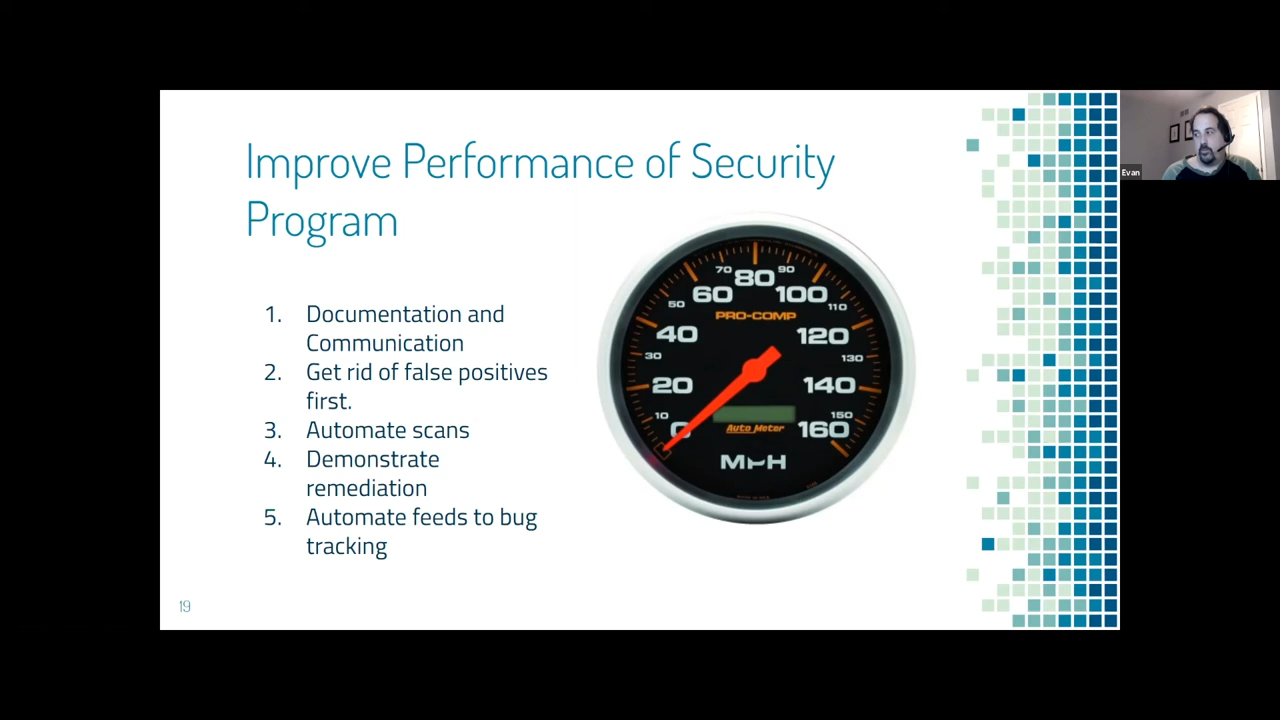 Improve Performance of Security
Program
1. Documentation and
Communication
2. Get rid of false positives
first.
3. Automate scans
4. Demonstrate
remediation
5. Automate feeds to bug
tracking
19
70 80 90
60 100
50 110
PRO-COMP
40 120
30 130
20 140
10 150
0 160
Auto Meter
MPH
Evan